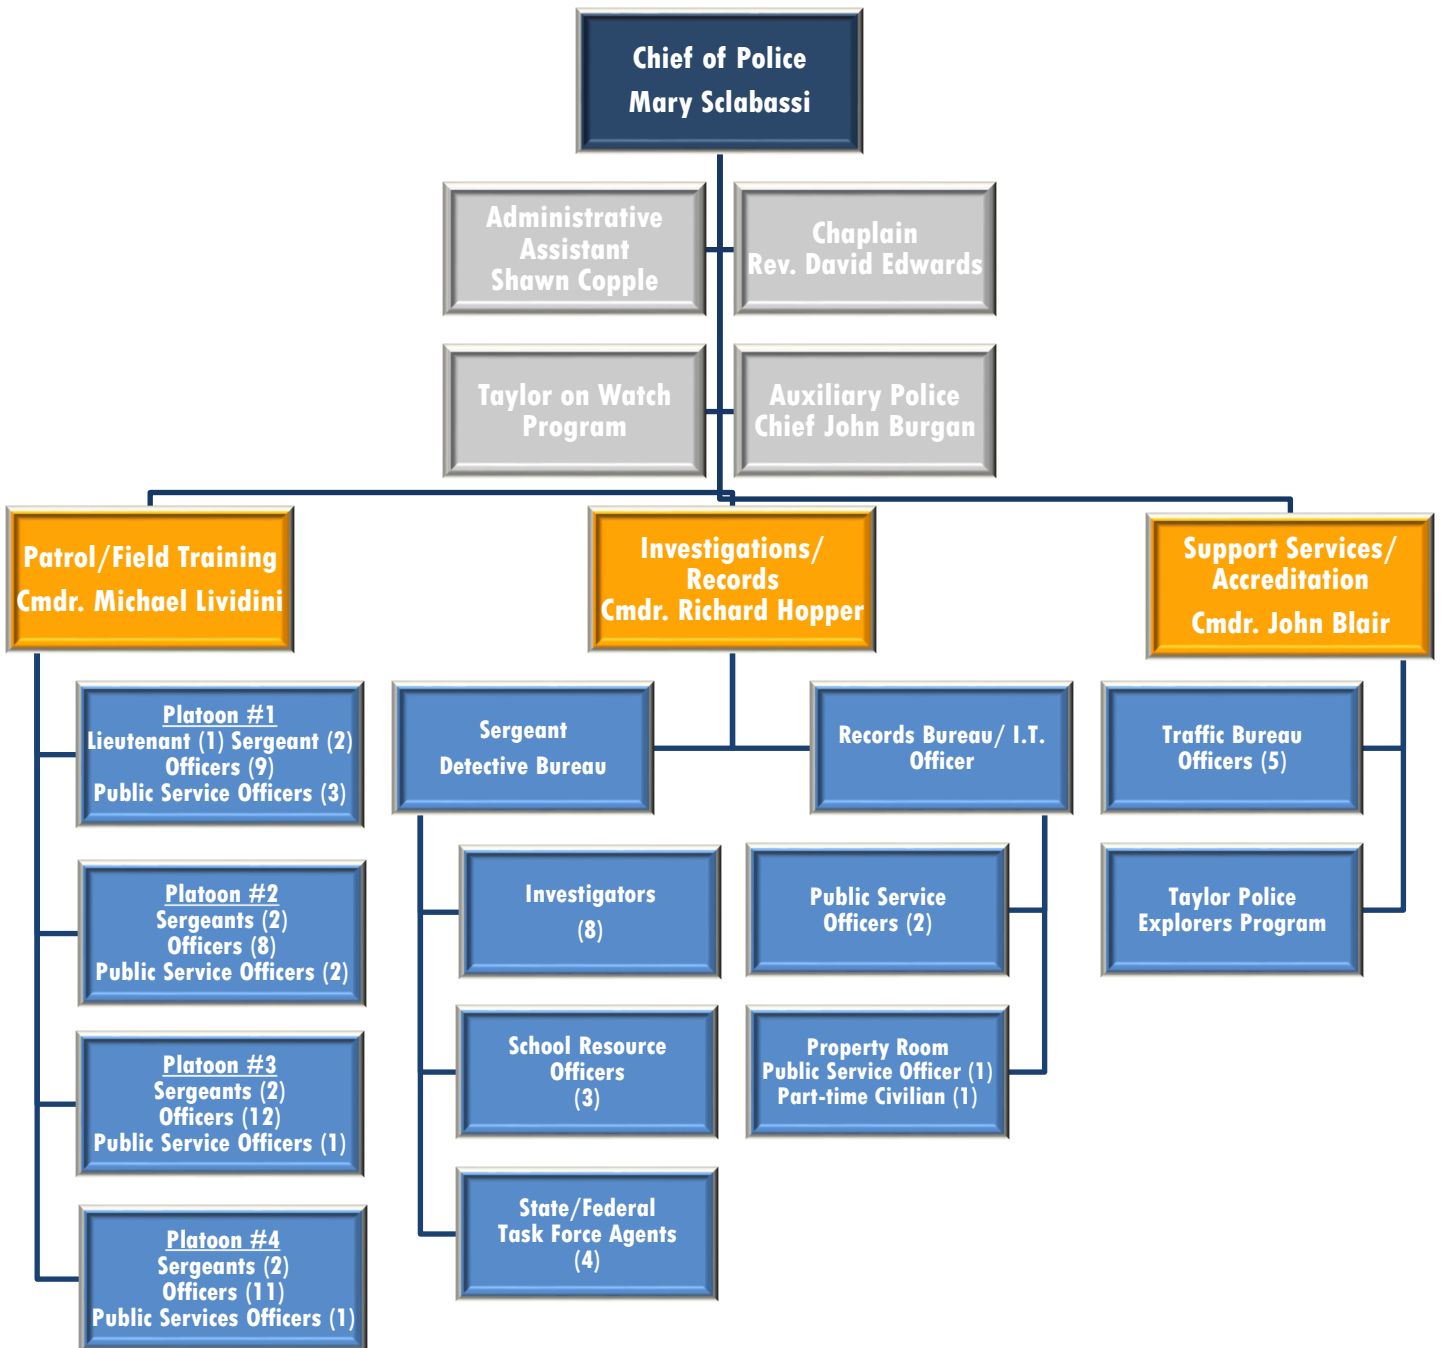 Chief of Police
Mary Sclabassi
Administrative
Assistant
Shawn Copple
Chaplain
Rev. David Edwards
Taylor on Watch
Program
Auxiliary Police
Chief John Burgan
Patrol/Field Training
Cmdr. Michael Lividini
Investigations/
Records
Cmdr. Richard Hopper
Support Services/
Accreditation
Cmdr. John Blair
Platoon #1
Lieutenant (1) Sergeant (2)
Officers (9)
Public Service Officers (3)
Platoon #2
Sergeants (2)
Officers (8)
Public Service Officers (2)
Platoon #3
Sergeants (2)
Officers (12)
Public Service Officers (1)
Platoon #4
Sergeants (2)
Officers (11)
Public Services Officers (1)
Sergeant
Detective Bureau
Investigators
(8)
School Resource
Officers
(3)
State/Federal
Task Force Agents
(4)
Records Bureau/ I.T.
Officer
Public Service
Officers (2)
Property Room
Public Service Officer (1)
Part-time Civilian (1)
Traffic Bureau
Officers (5)
Taylor Police
Explorers Program